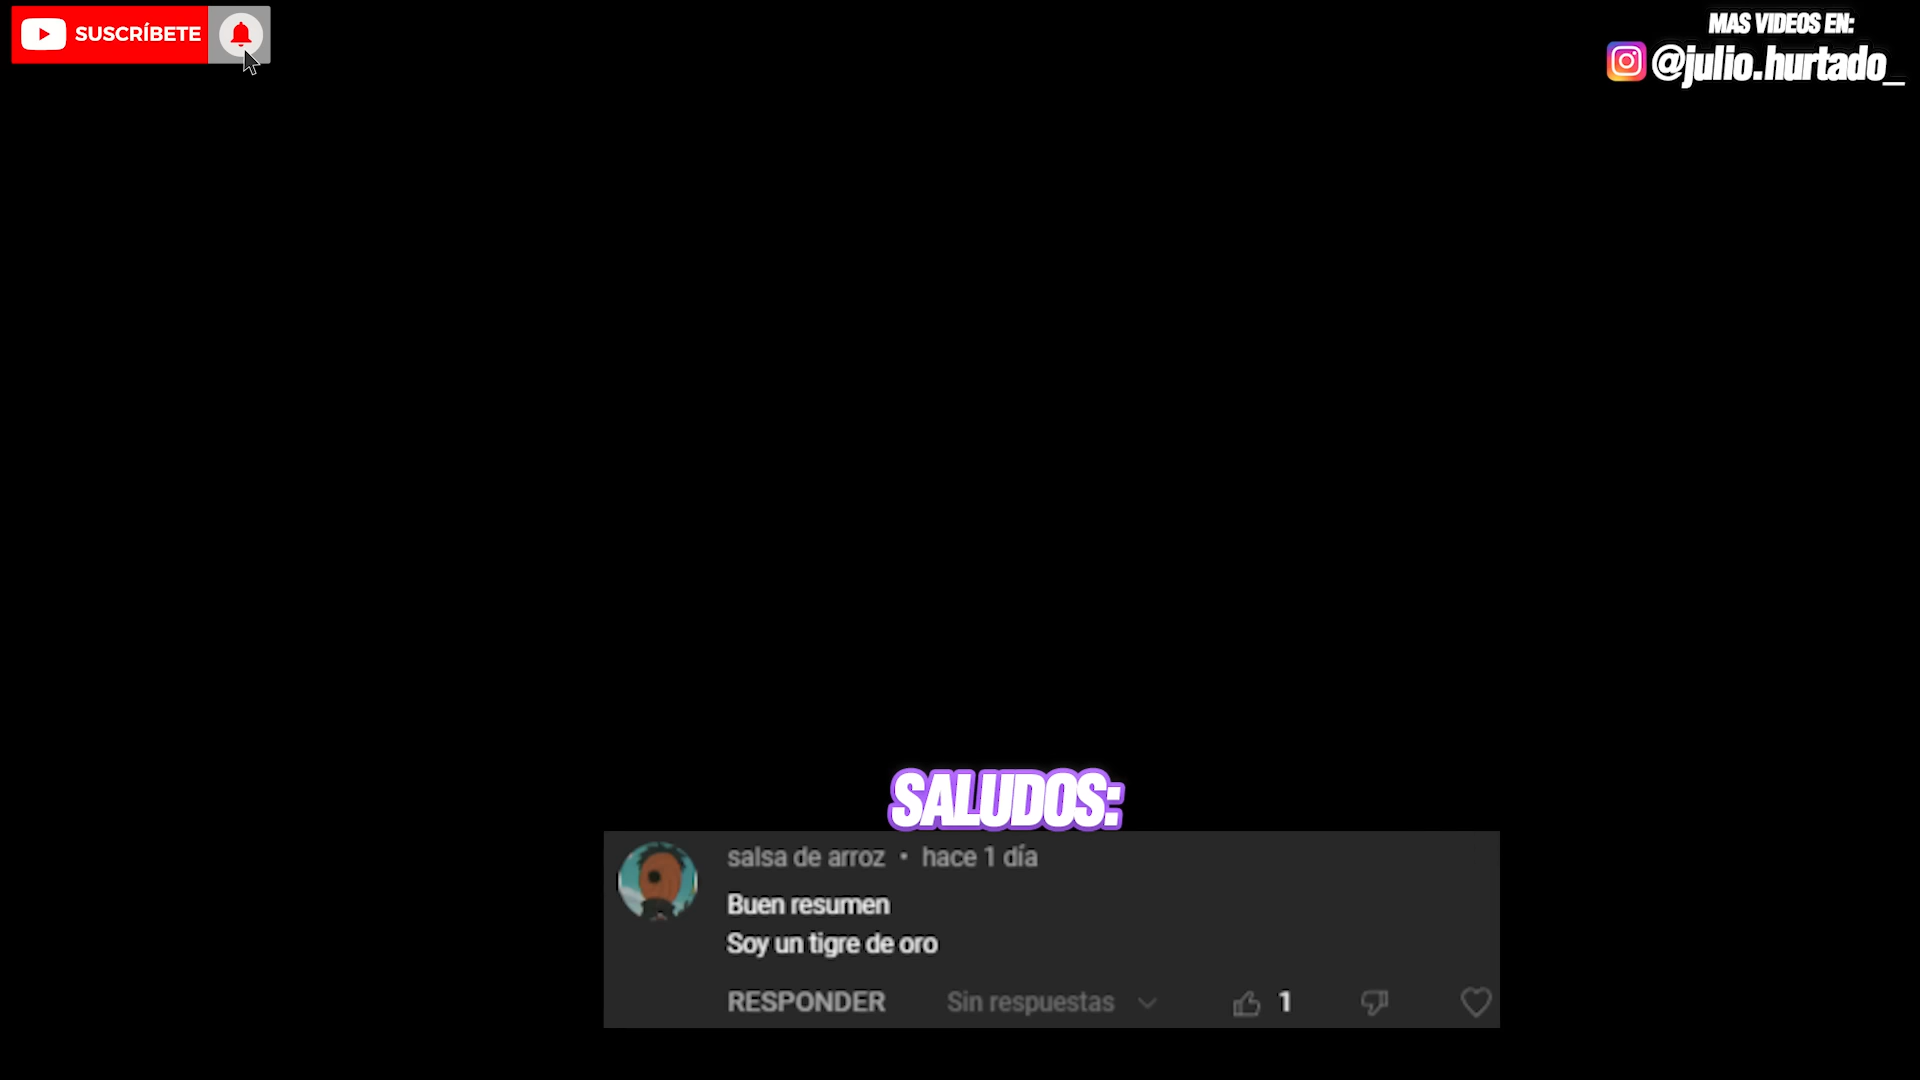 SUSCRÍBETE
MAS VIDEOS EN:
@julio.hurtado_
SALUDOS:
salsa de arroz • hace 1 día
Buen resumen
Soy un tigre de oro
RESPONDER Sin respuestas 1